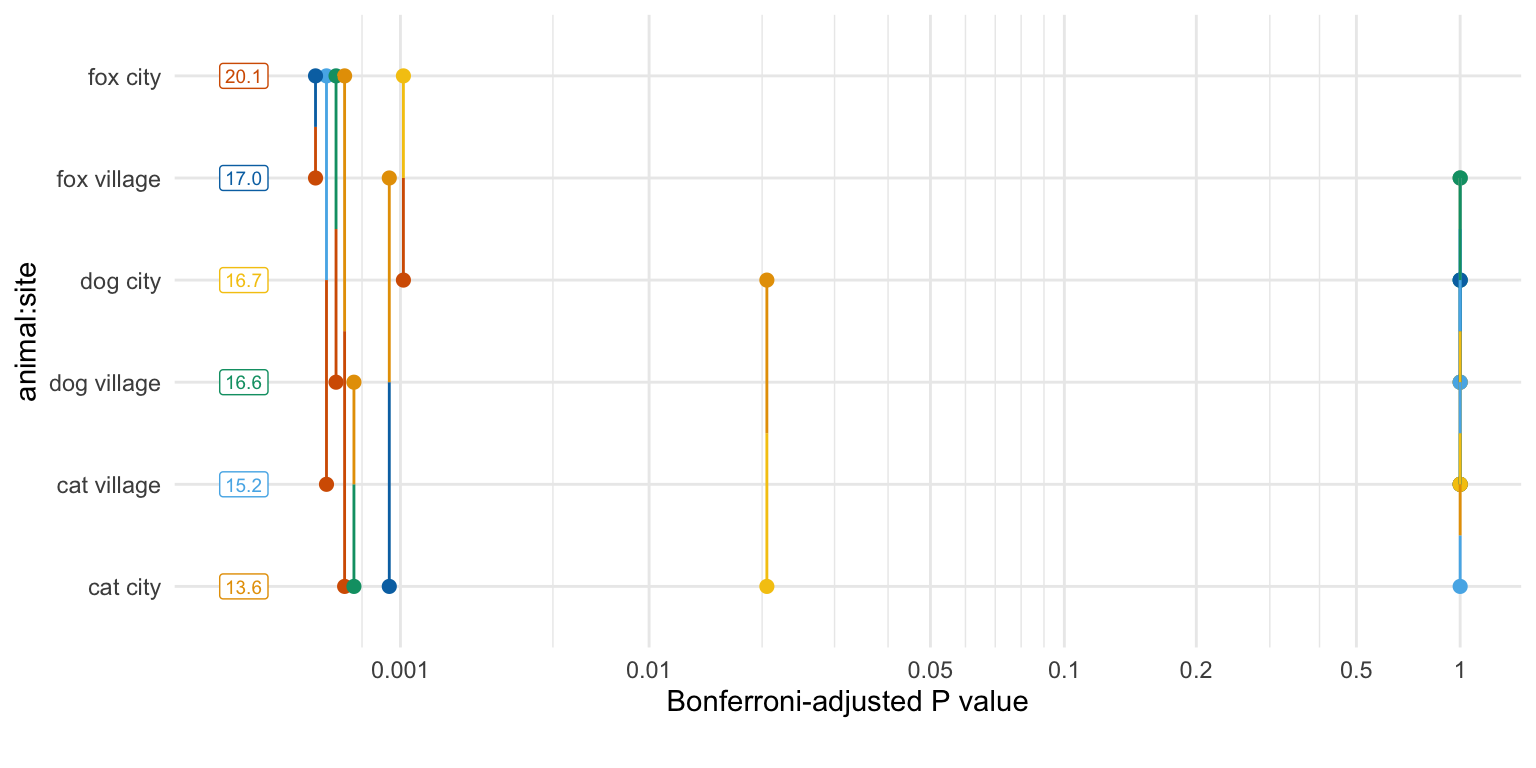 fox city 20.1
fox village 17.0
dog city 16.7
dog village 16.6
cat village 15.2
cat city 13.6
animal:site
0.001 0.01 0.05 0.1 0.2 0.5 1
Bonferroni-adjusted P value